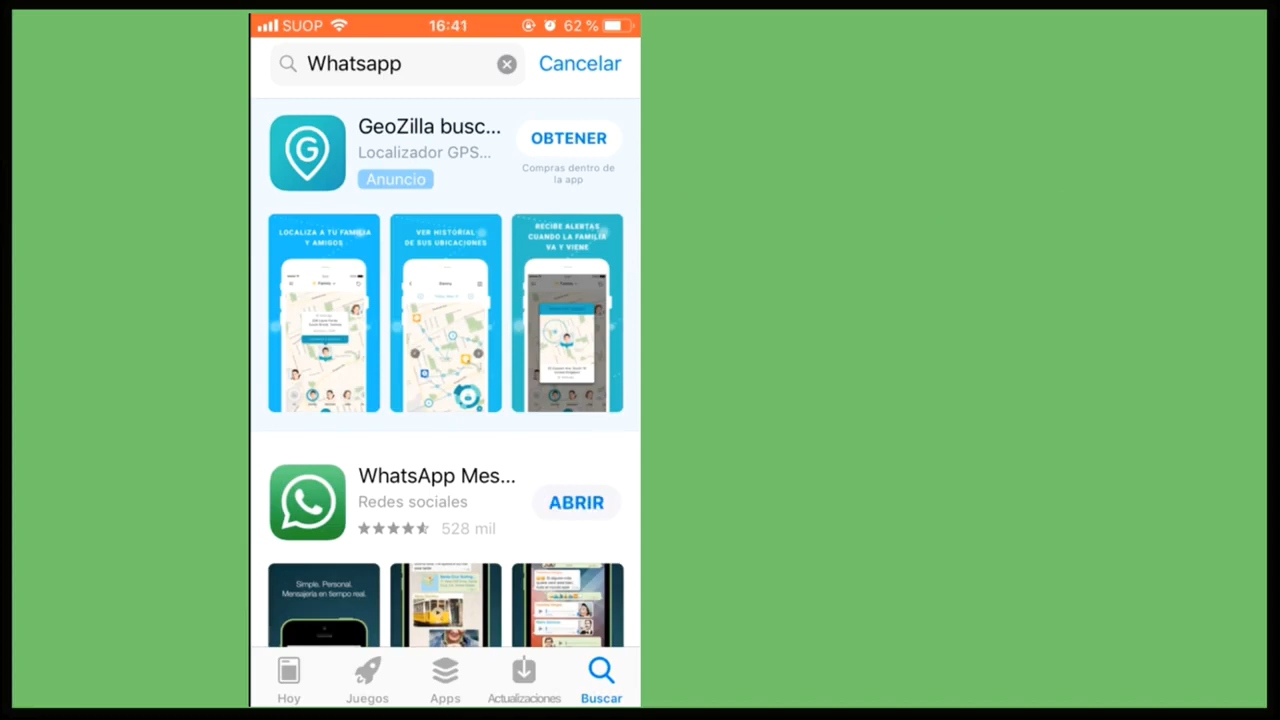 SUOP
16:41
62 %
Whatsapp
Cancelar
GeoZilla busc...
Localizador GPS...
Anuncio
OBTENER
Compras dentro de
la app
LOCALIZA A TU FAMILIA
Y AMIGOS
VER HISTORIAL
DE SUS UBICACIONES
RECIBE ALERTAS
CUANDO LA FAMILIA
VA Y VIENE
WhatsApp Mes...
Redes sociales
528 mil
ABRIR
Simple. Personal.
Mensajería en tiempo real.
Hoy
Juegos
Apps
Actualizaciones
Buscar